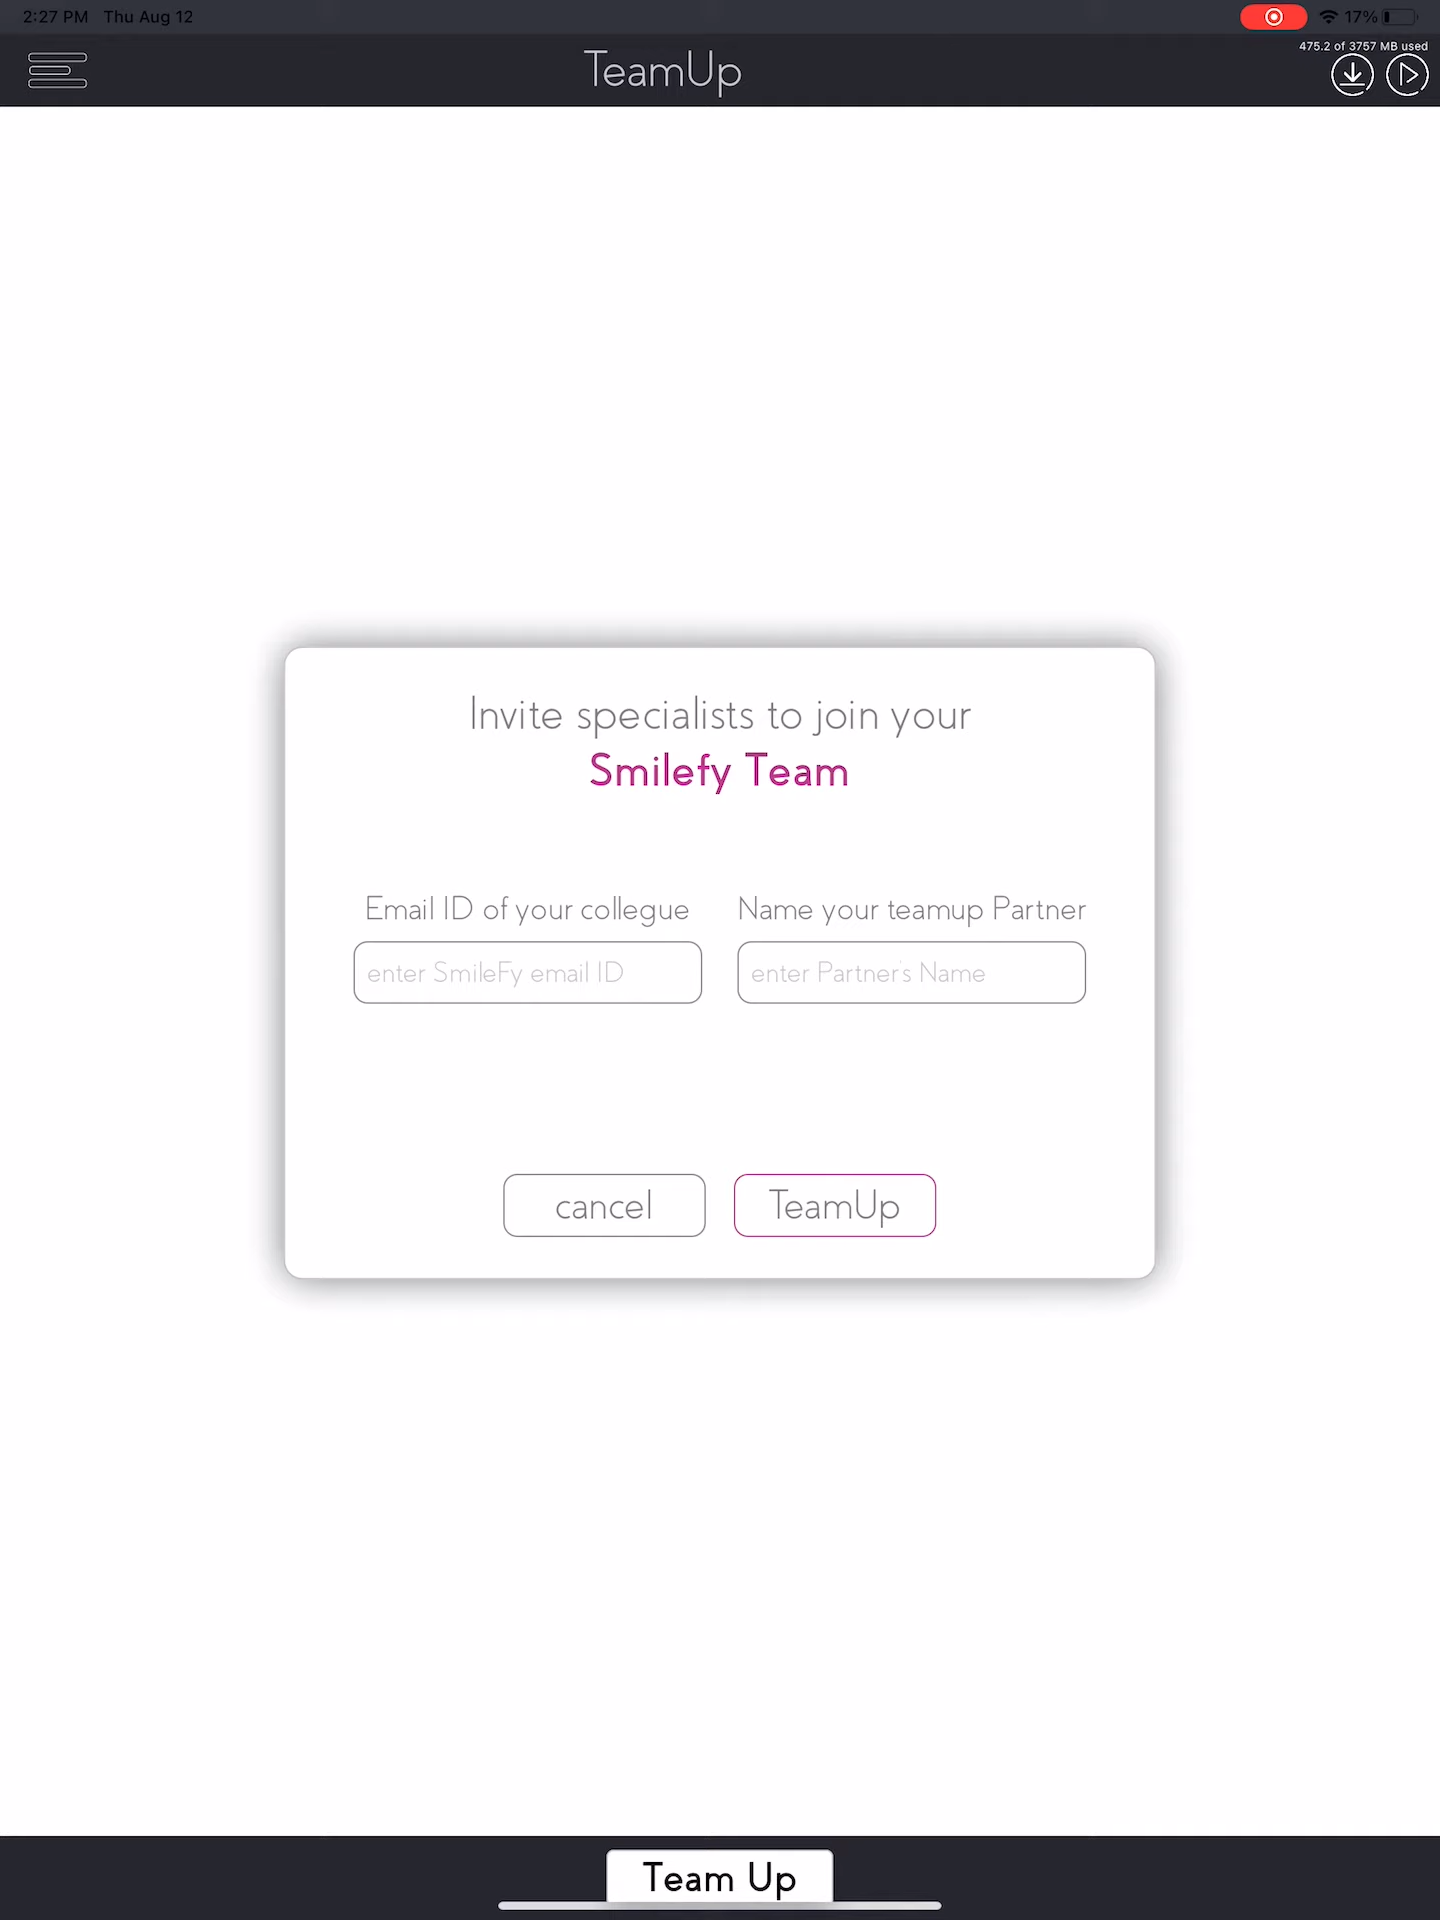 2:27 PM Thu Aug 12 17%
475.2 of 3757 MB used
TeamUp
Invite specialists to join your
Smilefy Team
Email ID of your collegue Name your teamup Partner
enter SmileFy email ID enter Partner's Name
cancel TeamUp
Team Up